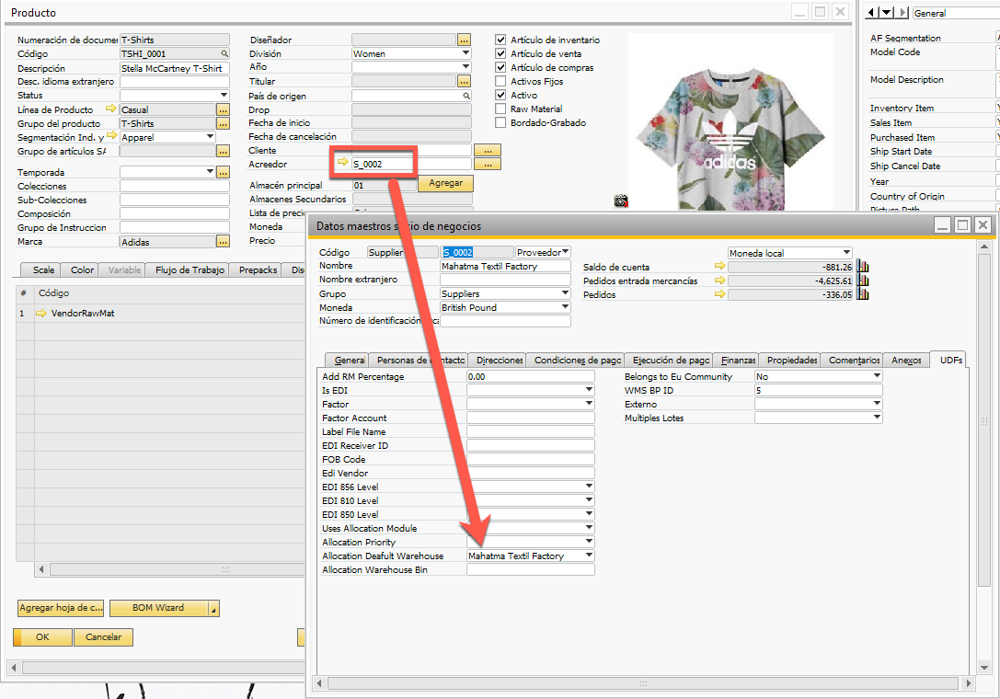 Producto
Numeración de documen T-Shirts
Código TSHI_0001
Descripción Stella McCartney T-Shirt
Desc. idioma extranjero
Status
Línea de Producto Casual ...
Grupo del producto T-Shirts ...
Segmentación Ind. y Apparel
Grupo de artículos SA ...
Temporada ...
Colecciones
Sub-Colecciones
Composición
Grupo de Instruccion
Marca Adidas ...
Diseñador ...
División Women
Año
Titular ...
País de origen
Drop
Fecha de inicio
Fecha de cancelación
Cliente ...
Acreedor S_0002 ...
Almacén principal 01 Agregar
Almacenes Secundarios
Lista de precio
Moneda
Precio
Artículo de inventario
Artículo de venta
Artículo de compras
Activos Fijos
Activo
Raw Material
Bordado-Grabado
adidas
General
AF Segmentation
Model Code
Model Description
Inventory Item
Sales Item
Purchased Item
Ship Start Date
Ship Cancel Date
Year
Country of Origin
Picture Path
Scale Color Variable Flujo de Trabajo Prepacks Dis
# Código
1 VendorRawMat
Agregar hoja de c... BOM Wizard
OK Cancelar
Datos maestros socio de negocios
Código Supplier S_0002 Proveedor
Nombre Mahatma Textil Factory
Nombre extranjero
Grupo Suppliers
Moneda British Pound
Número de identificación
Moneda local
Saldo de cuenta -881.26
Pedidos entrada mercancías -4,625.61
Pedidos -336.05
General Personas de contacto Direcciones Condiciones de pago Ejecución de pago Finanzas Propiedades Comentarios Anexos UDFs
Add RM Percentage 0.00
Is EDI
Factor
Factor Account
Label File Name
EDI Receiver ID
FOB Code
Edi Vendor
EDI 856 Level
EDI 810 Level
EDI 850 Level
Uses Allocation Module
Allocation Priority
Allocation Deafult Warehouse Mahatma Textil Factory
Allocation Warehouse Bin
Belongs to Eu Community No
WMS BP ID 5
Externo
Multiples Lotes